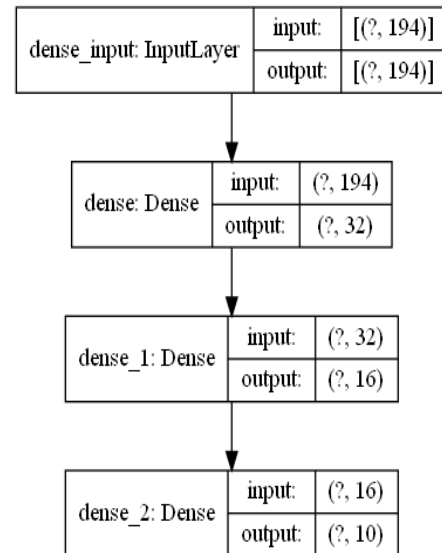 dense_input: InputLayer
input: [(?, 194)]
output: [(?, 194)]
dense: Dense
input: (?, 194)
output: (?, 32)
dense_1: Dense
input: (?, 32)
output: (?, 16)
dense_2: Dense
input: (?, 16)
output: (?, 10)